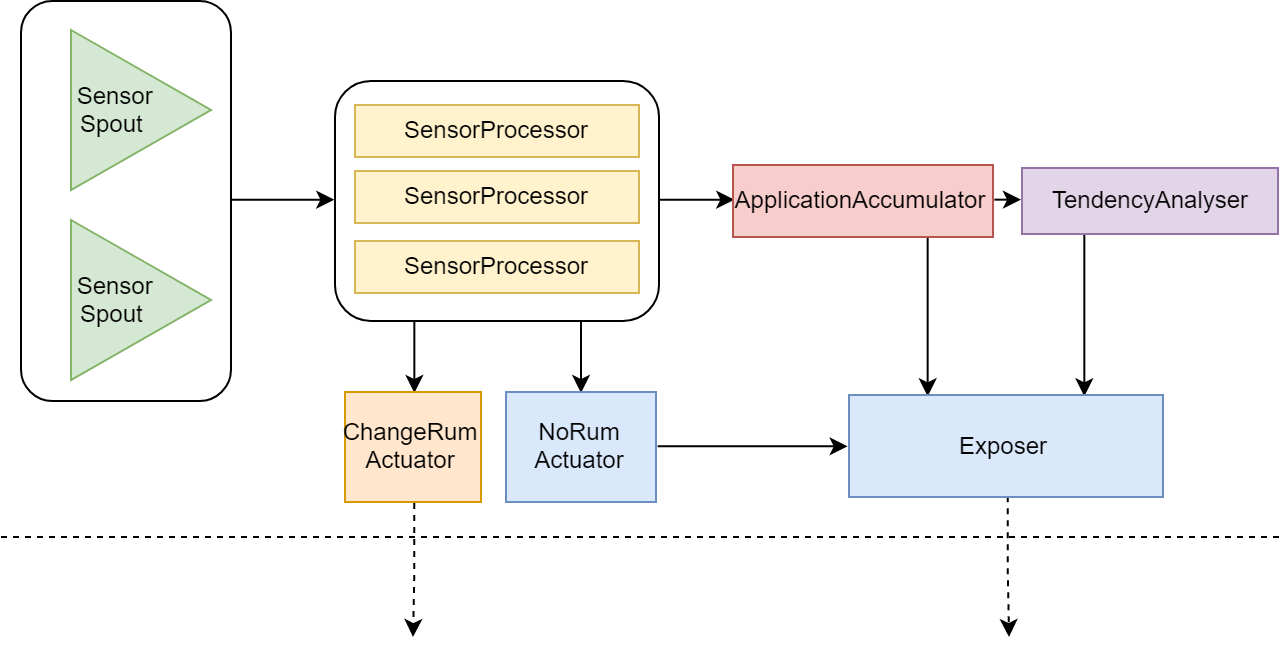 Sensor
Spout
Sensor
Spout
SensorProcessor
SensorProcessor
SensorProcessor
ApplicationAccumulator
TendencyAnalyser
ChangeRum
Actuator
NoRum
Actuator
Exposer